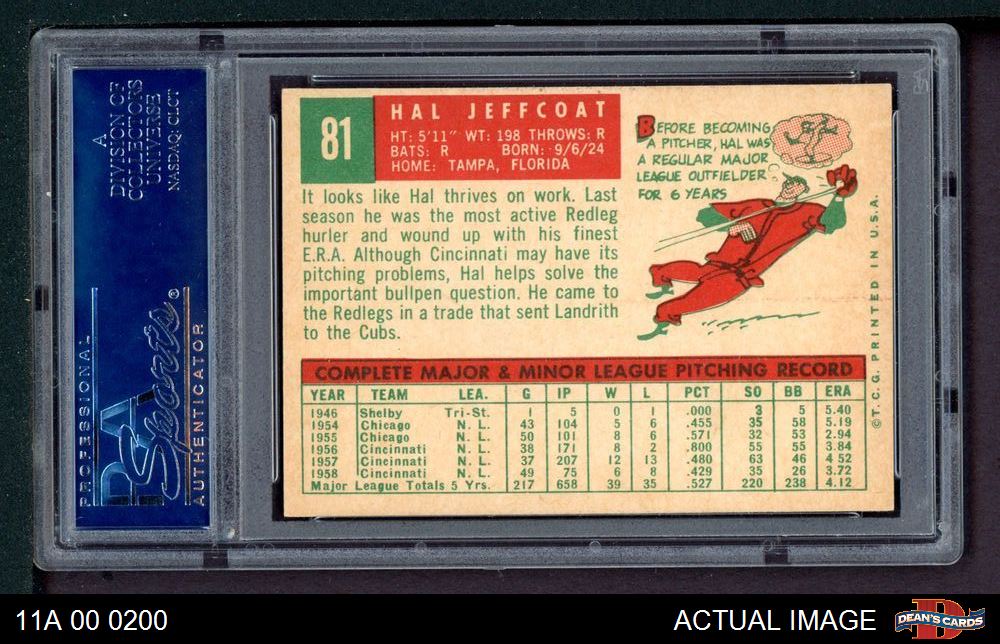 A
DIVISION OF
COLLECTORS
UNIVERSE
NASDAQ: CLCT
PROFESSIONAL
PSA
Sports®
AUTHENTICATOR
81
HAL JEFFCOAT
HT: 5'11" WT: 198 THROWS: R
BATS: R BORN: 9/6/24
HOME: TAMPA, FLORIDA
It looks like Hal thrives on work. Last
season he was the most active Redleg
hurler and wound up with his finest
E.R.A. Although Cincinnati may have its
pitching problems, Hal helps solve the
important bullpen question. He came to
the Redlegs in a trade that sent Landrith
to the Cubs.
BEFORE BECOMING
A PITCHER, HAL WAS
A REGULAR MAJOR
LEAGUE OUTFIELDER
FOR 6 YEARS
©T.C.G. PRINTED IN U.S.A.
COMPLETE MAJOR & MINOR LEAGUE PITCHING RECORD
YEAR TEAM LEA. G IP W L PCT SO BB ERA
1946 Shelby Tri-St. 1 5 0 1 .000 3 5 5.40
1954 Chicago N. L. 43 104 5 6 .455 35 58 5.19
1955 Chicago N. L. 50 101 8 6 .571 32 53 2.94
1956 Cincinnati N. L. 38 171 8 2 .800 55 55 3.84
1957 Cincinnati N. L. 37 207 12 13 .480 63 46 4.52
1958 Cincinnati N. L. 49 75 6 8 .429 35 26 3.72
Major League Totals 5 Yrs. 217 658 39 35 .527 220 238 4.12
11A 00 0200
ACTUAL IMAGE
D
DEAN'S CARDS